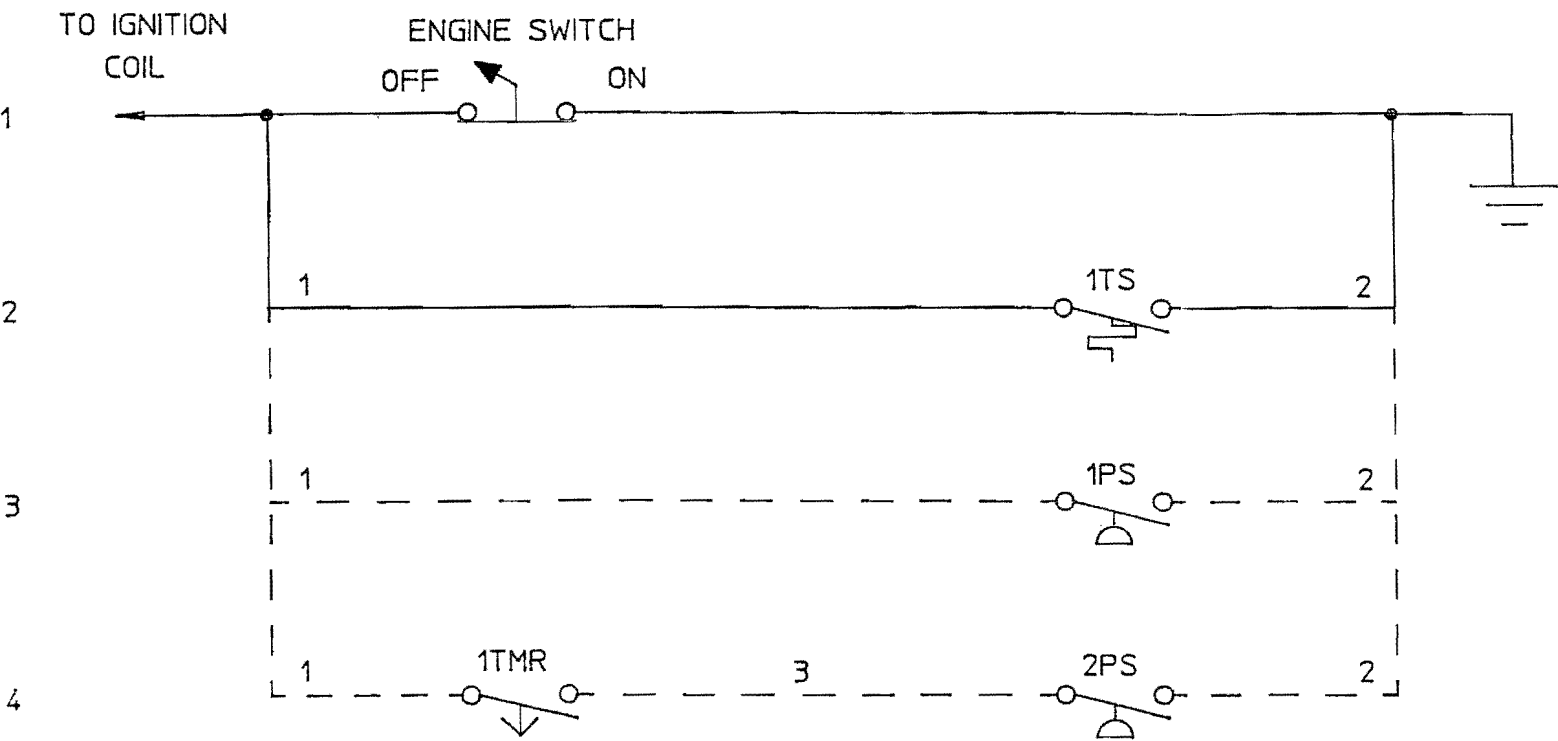 TO IGNITION
COIL
ENGINE SWITCH
OFF
ON
1
1
1TS
2
2
1
1PS
2
3
1
1TMR
3
2PS
2
4